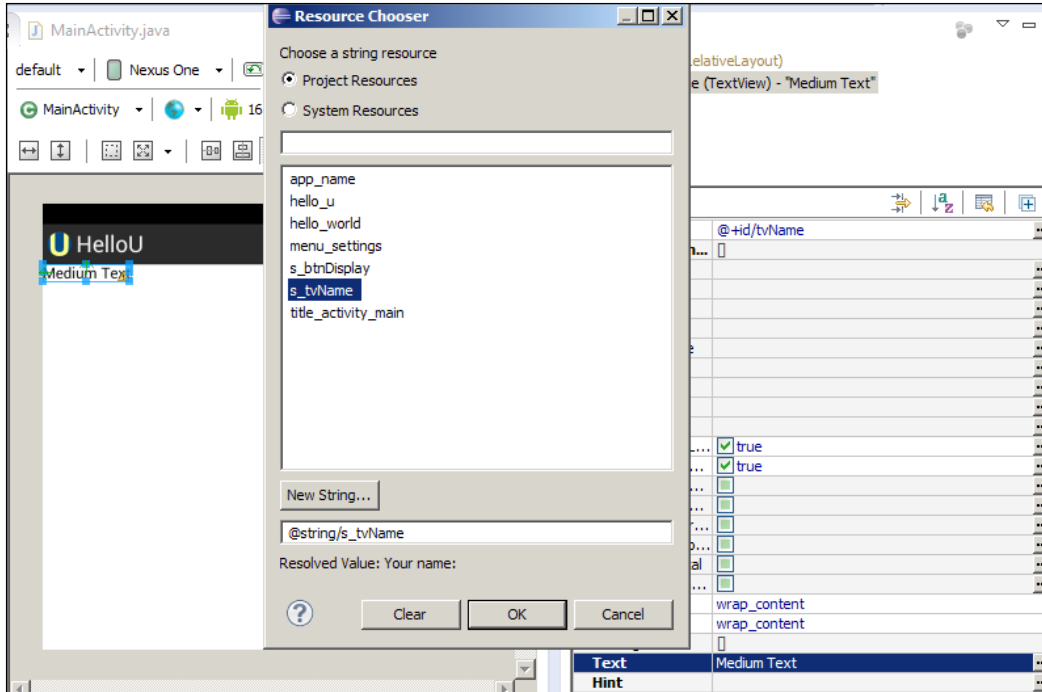 MainActivity.java
default
Nexus One
MainActivity
16
HelloU
Medium Text
Resource Chooser
Choose a string resource
Project Resources
System Resources
app_name
hello_u
hello_world
menu_settings
s_btnDisplay
s_tvName
title_activity_main
New String...
@string/s_tvName
Resolved Value: Your name:
Clear
OK
Cancel
elativeLayout)
e (TextView) - "Medium Text"
@+id/tvName
[]
true
true
wrap_content
wrap_content
[]
Text
Medium Text
Hint